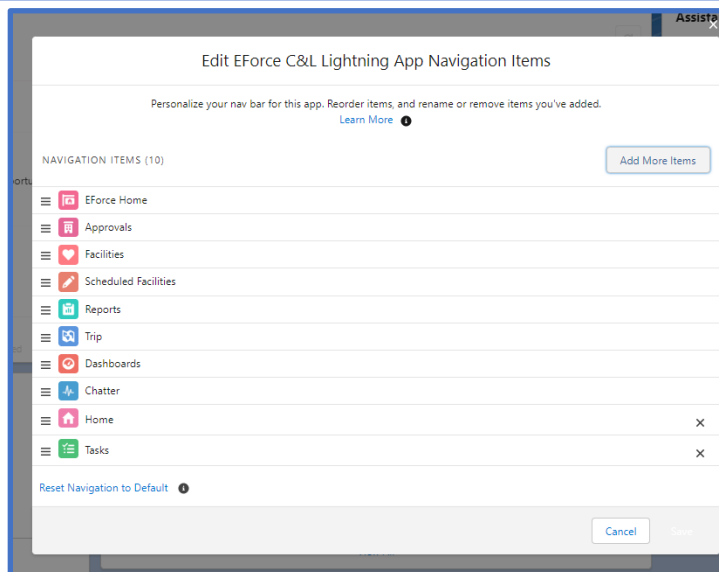 Assista
Edit EForce C&L Lightning App Navigation Items
Personalize your nav bar for this app. Reorder items, and rename or remove items you've added.
Learn More
NAVIGATION ITEMS (10)
Add More Items
ortu
EForce Home
Approvals
Facilities
Scheduled Facilities
Reports
Trip
Dashboards
Chatter
Home
Tasks
Reset Navigation to Default
Cancel
Save